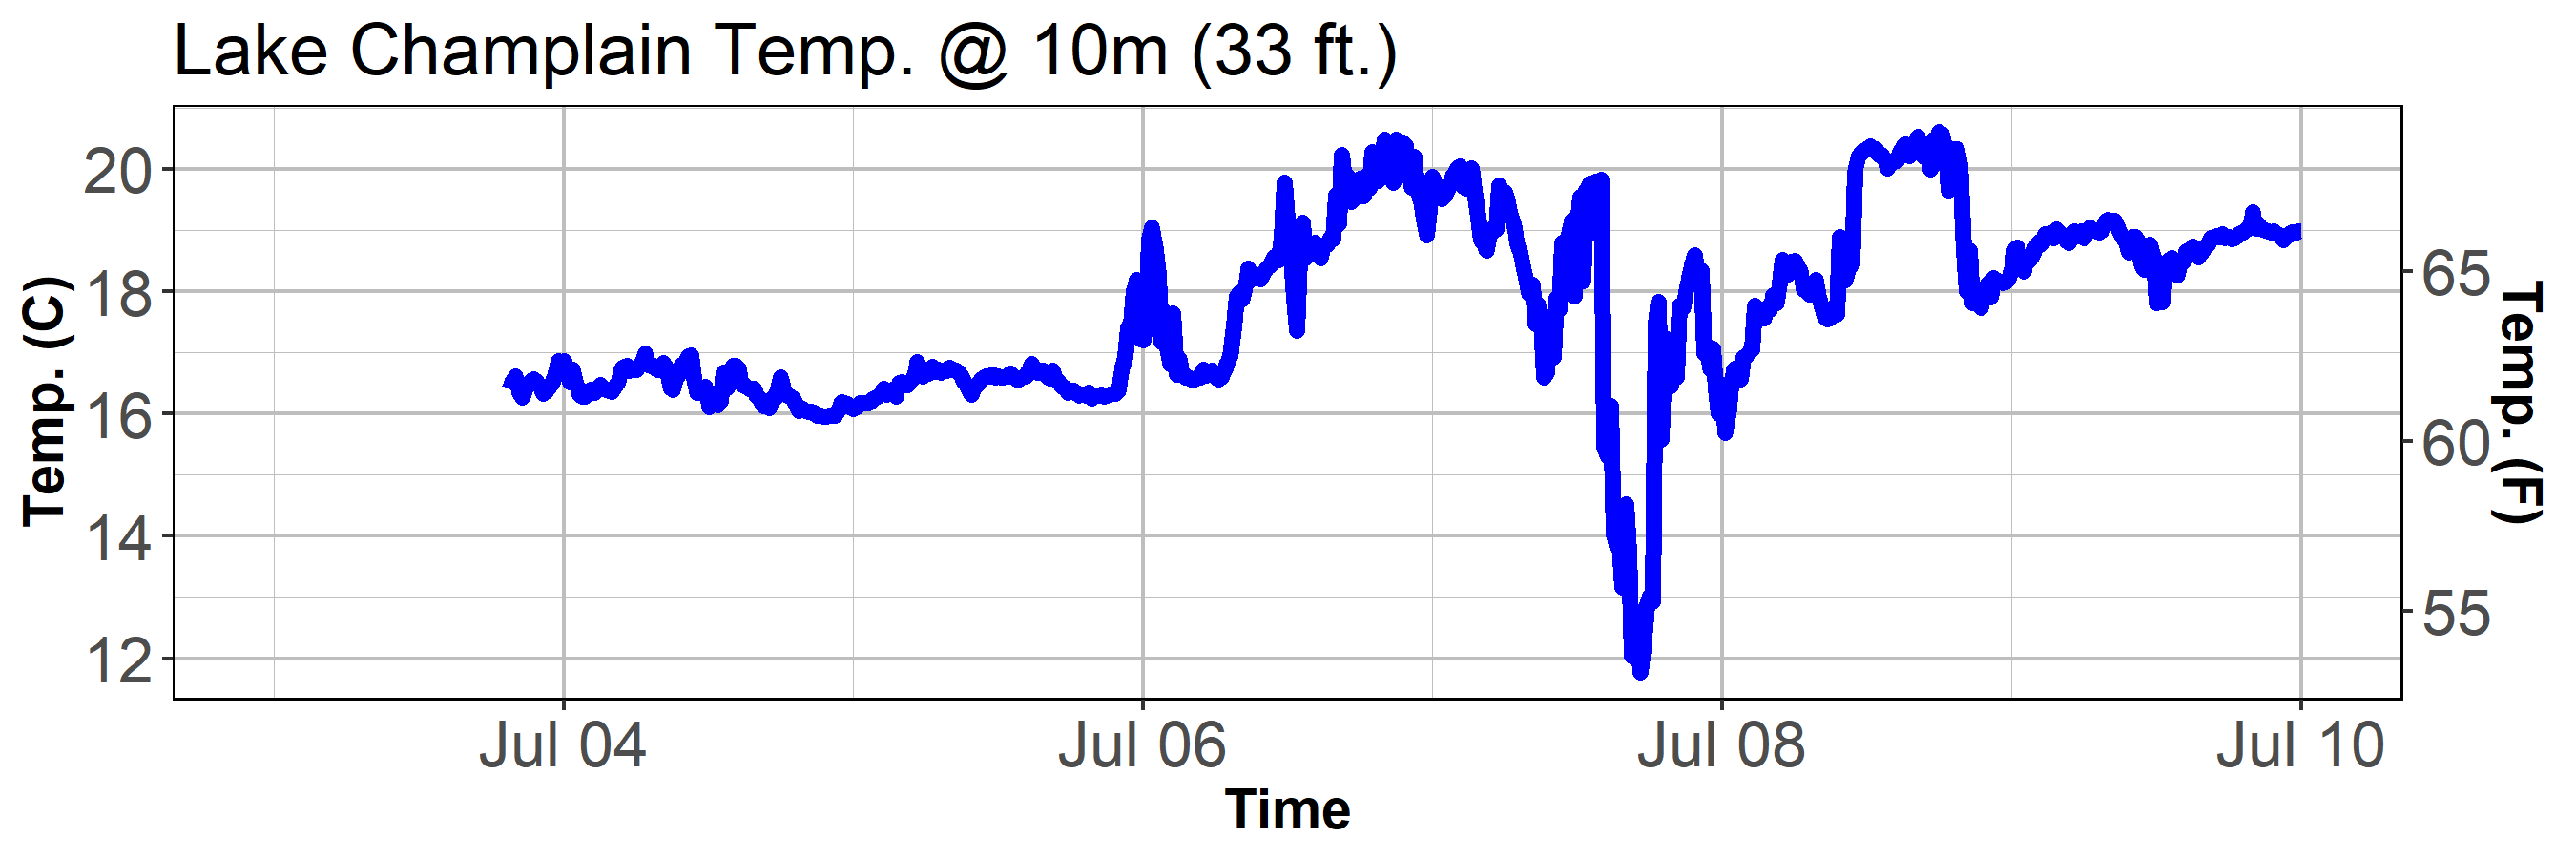 Lake Champlain Temp. @ 10m (33 ft.)
Temp. (C)
20
18
16
14
12
65
60
55
Temp. (F)
Jul 04 Jul 06 Jul 08 Jul 10
Time